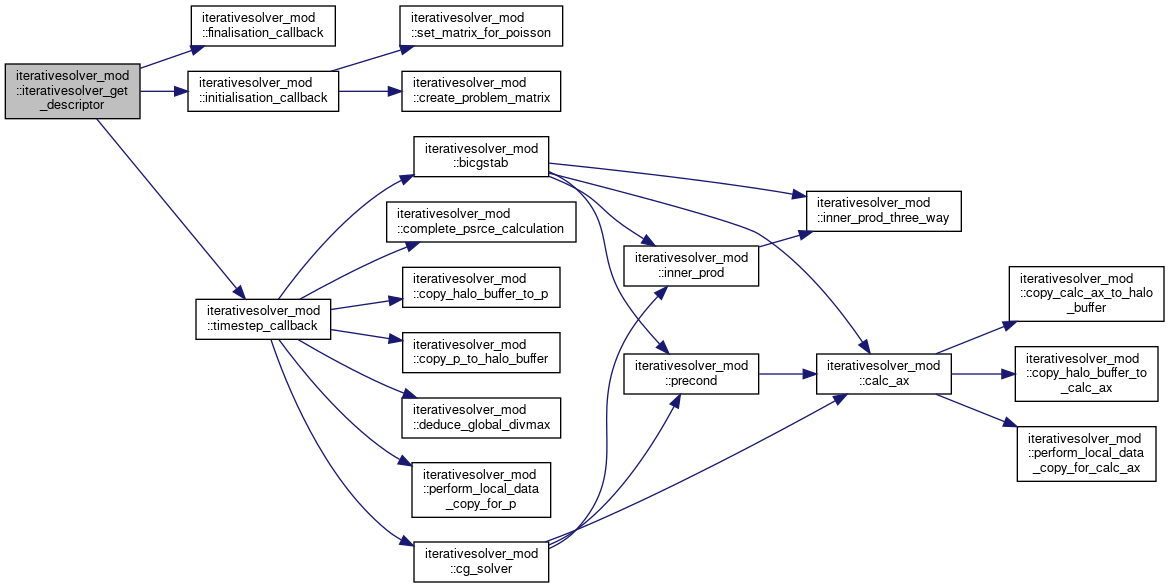 iterativesolver_mod
::iterativesolver_get
_descriptor
iterativesolver_mod
::finalisation_callback
iterativesolver_mod
::initialisation_callback
iterativesolver_mod
::set_matrix_for_poisson
iterativesolver_mod
::create_problem_matrix
iterativesolver_mod
::timestep_callback
iterativesolver_mod
::bicgstab
iterativesolver_mod
::complete_psrce_calculation
iterativesolver_mod
::copy_halo_buffer_to_p
iterativesolver_mod
::copy_p_to_halo_buffer
iterativesolver_mod
::deduce_global_divmax
iterativesolver_mod
::perform_local_data
_copy_for_p
iterativesolver_mod
::cg_solver
iterativesolver_mod
::inner_prod
iterativesolver_mod
::precond
iterativesolver_mod
::inner_prod_three_way
iterativesolver_mod
::calc_ax
iterativesolver_mod
::copy_calc_ax_to_halo
_buffer
iterativesolver_mod
::copy_halo_buffer_to
_calc_ax
iterativesolver_mod
::perform_local_data
_copy_for_calc_ax